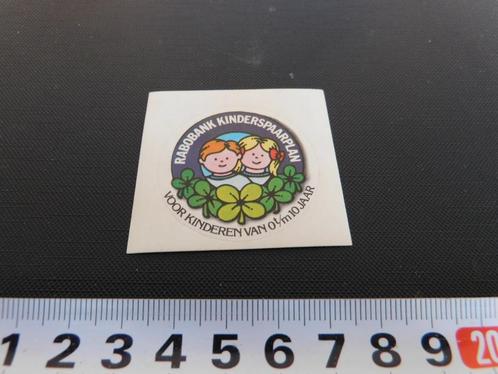 RABOBANK KINDERSPAARPLAN
VOOR KINDEREN VAN 0 t/m 10 JAAR
1 2 3 4 5 6 7 8 9 20